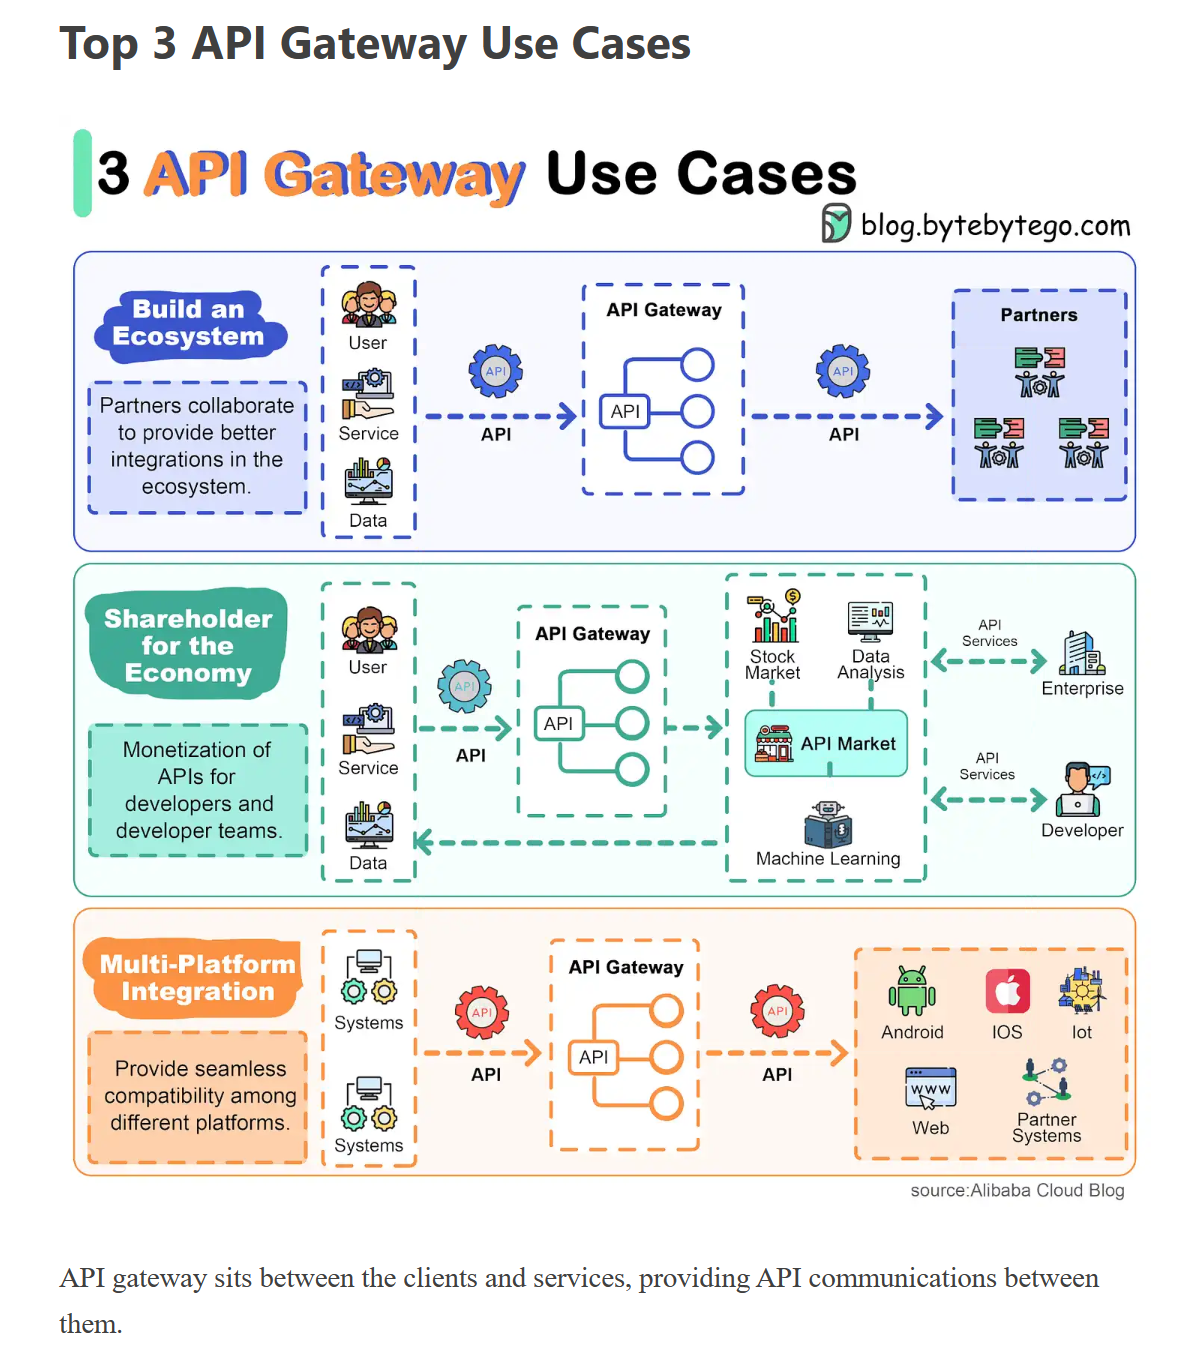 Top 3 API Gateway Use Cases
3 API Gateway Use Cases
blog.bytebytego.com
Build an
Ecosystem
Partners collaborate
to provide better
integrations in the
ecosystem.
User
Service
Data
API
API
API Gateway
API
API
API
Partners
Shareholder
for the
Economy
Monetization of
APIs for
developers and
developer teams.
User
Service
Data
API
API
API Gateway
API
Stock
Market
Data
Analysis
API Market
Machine Learning
API
Services
Enterprise
API
Services
Developer
Multi-Platform
Integration
Provide seamless
compatibility among
different platforms.
Systems
Systems
API
API
API Gateway
API
API
API
Android
IOS
Iot
WWW
Web
Partner
Systems
source:Alibaba Cloud Blog
API gateway sits between the clients and services, providing API communications between
them.